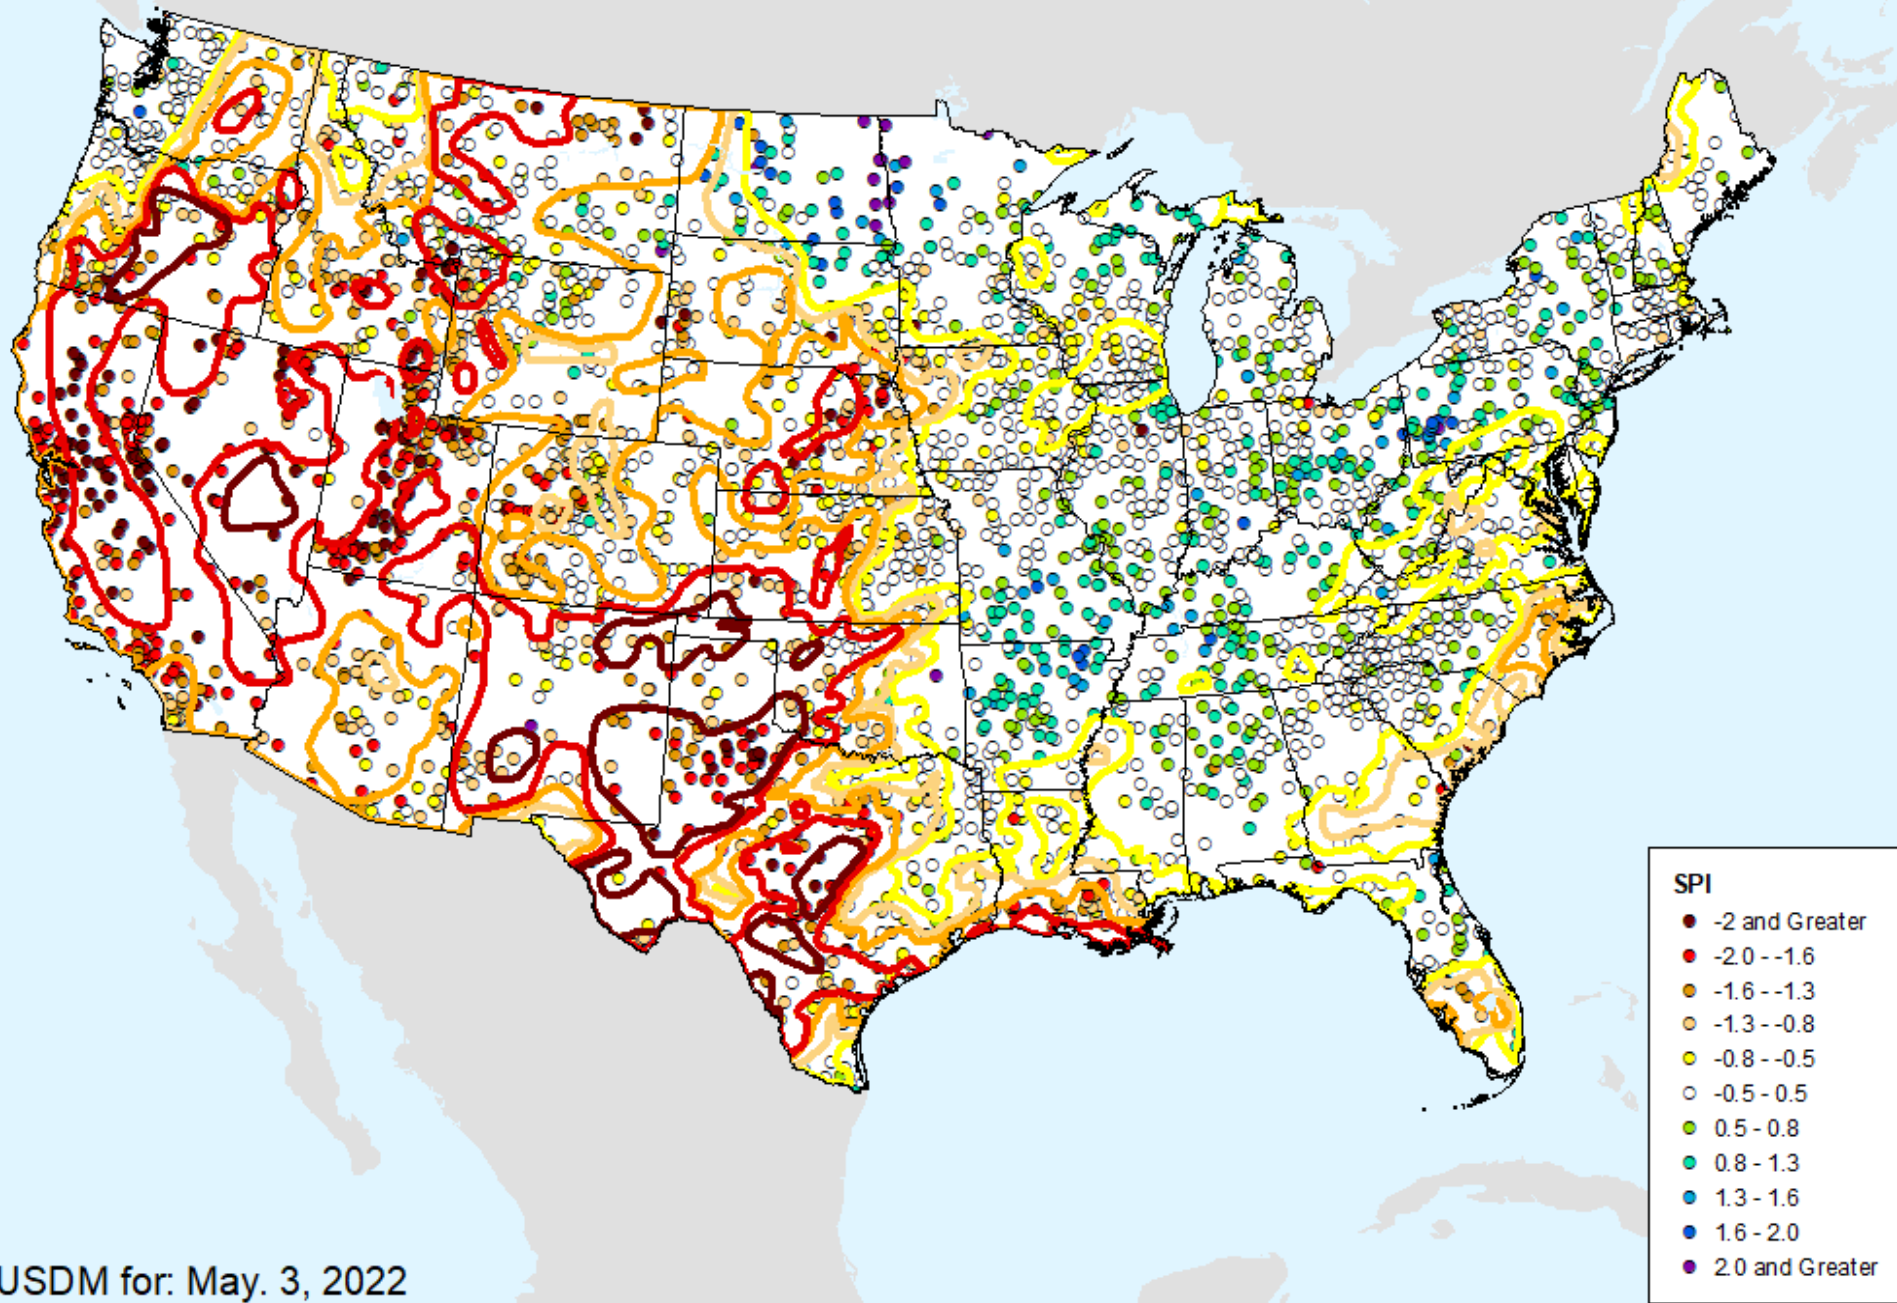 SPI
-2 and Greater
-2.0 - -1.6
-1.6 - -1.3
-1.3 - -0.8
-0.8 - -0.5
-0.5 - 0.5
0.5 - 0.8
0.8 - 1.3
1.3 - 1.6
1.6 - 2.0
2.0 and Greater
USDM for: May. 3, 2022